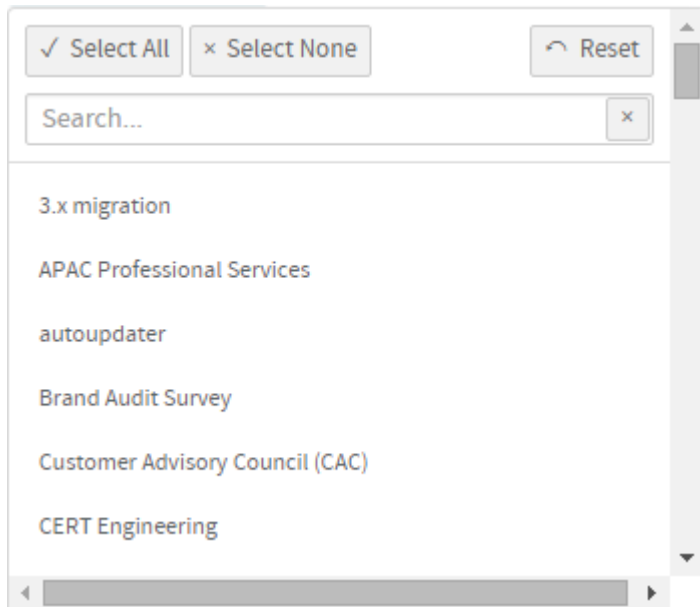 ✓ Select All × Select None ↶ Reset
Search... ×
3.x migration
APAC Professional Services
autoupdater
Brand Audit Survey
Customer Advisory Council (CAC)
CERT Engineering